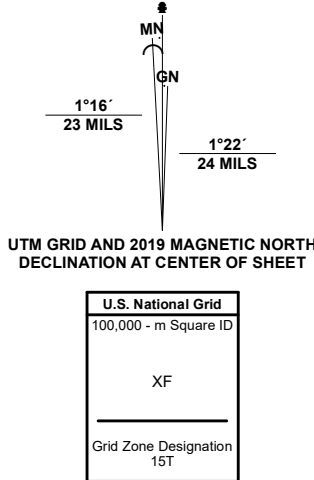 MN
GN
1°16´
23 MILS
1°22´
24 MILS
UTM GRID AND 2019 MAGNETIC NORTH
DECLINATION AT CENTER OF SHEET
U.S. National Grid
100,000 - m Square ID
XF
Grid Zone Designation
15T